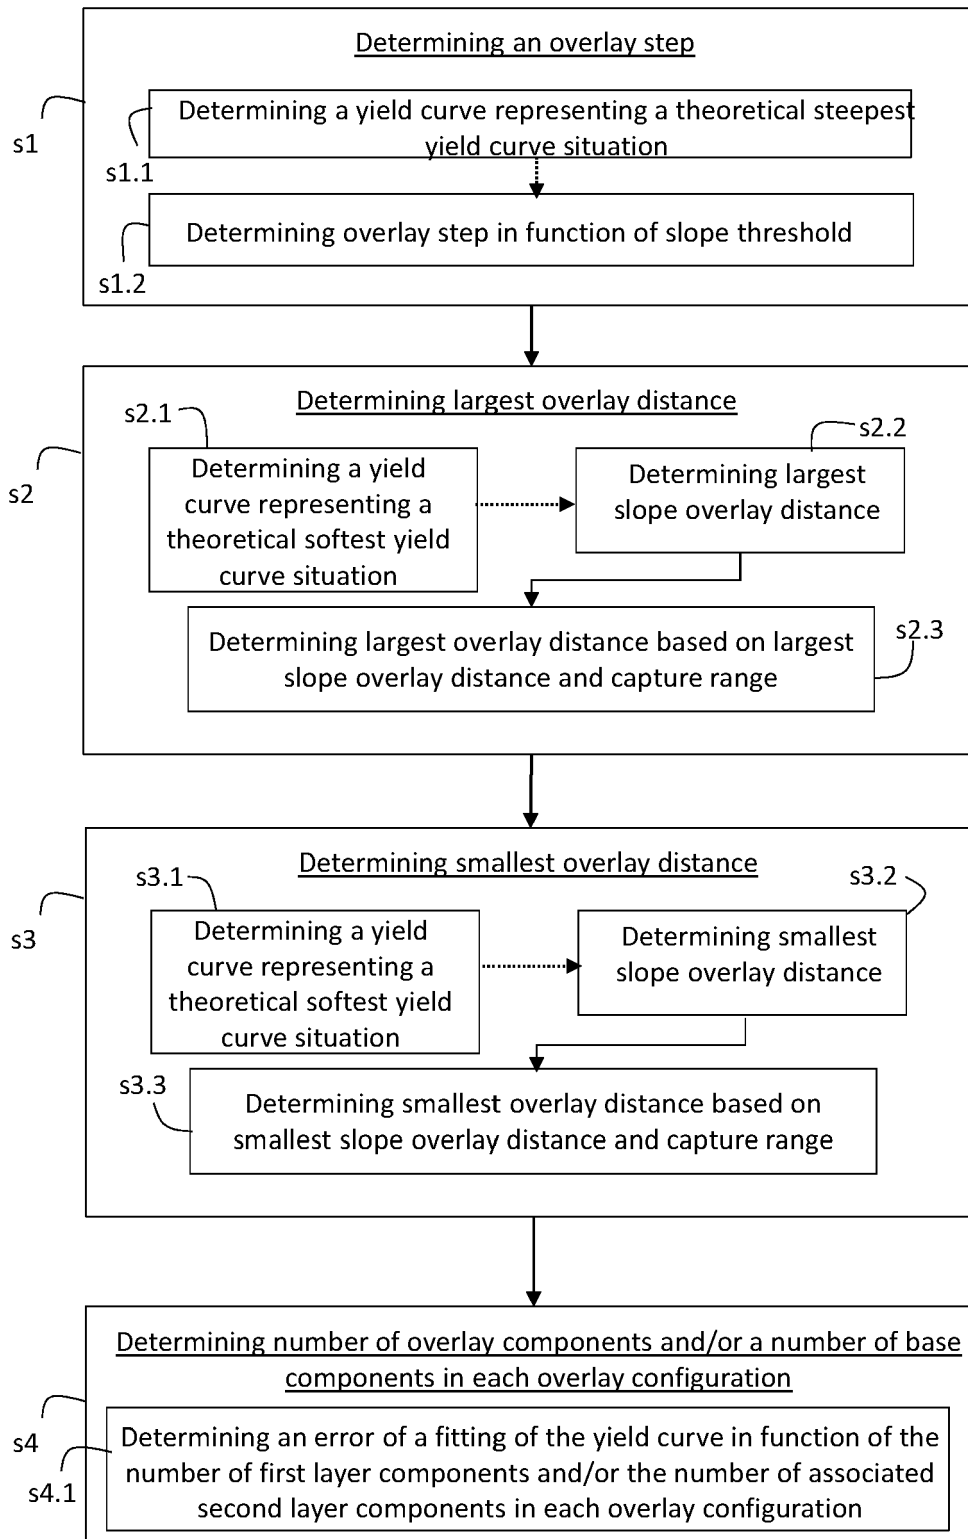 Determining an overlay step
s1
Determining a yield curve representing a theoretical steepest
yield curve situation
s1.1
Determining overlay step in function of slope threshold
s1.2
Determining largest overlay distance
s2
s2.1
s2.2
Determining a yield
curve representing a
theoretical softest yield
curve situation
Determining largest
slope overlay distance
s2.3
Determining largest overlay distance based on largest
slope overlay distance and capture range
Determining smallest overlay distance
s3
s3.1
s3.2
Determining a yield
curve representing a
theoretical softest yield
curve situation
Determining smallest
slope overlay distance
s3.3
Determining smallest overlay distance based on
smallest slope overlay distance and capture range
Determining number of overlay components and/or a number of base
components in each overlay configuration
s4
s4.1
Determining an error of a fitting of the yield curve in function of the
number of first layer components and/or the number of associated
second layer components in each overlay configuration